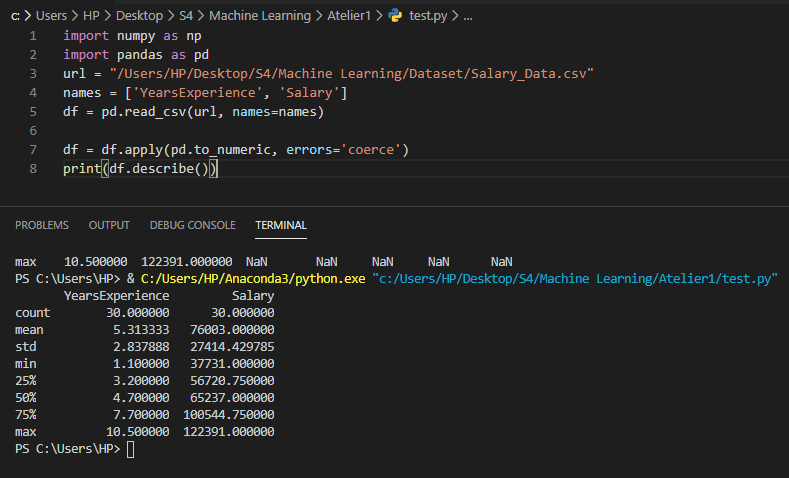 c: > Users > HP > Desktop > S4 > Machine Learning > Atelier1 > test.py > ...
1 import numpy as np
2 import pandas as pd
3 url = "/Users/HP/Desktop/S4/Machine Learning/Dataset/Salary_Data.csv"
4 names = ['YearsExperience', 'Salary']
5 df = pd.read_csv(url, names=names)
6
7 df = df.apply(pd.to_numeric, errors='coerce')
8 print(df.describe())
PROBLEMS OUTPUT DEBUG CONSOLE TERMINAL
max 10.500000 122391.000000 NaN NaN NaN NaN NaN
PS C:\Users\HP> & C:/Users/HP/Anaconda3/python.exe "c:/Users/HP/Desktop/S4/Machine Learning/Atelier1/test.py"
YearsExperience Salary
count 30.000000 30.000000
mean 5.313333 76003.000000
std 2.837888 27414.429785
min 1.100000 37731.000000
25% 3.200000 56720.750000
50% 4.700000 65237.000000
75% 7.700000 100544.750000
max 10.500000 122391.000000
PS C:\Users\HP>